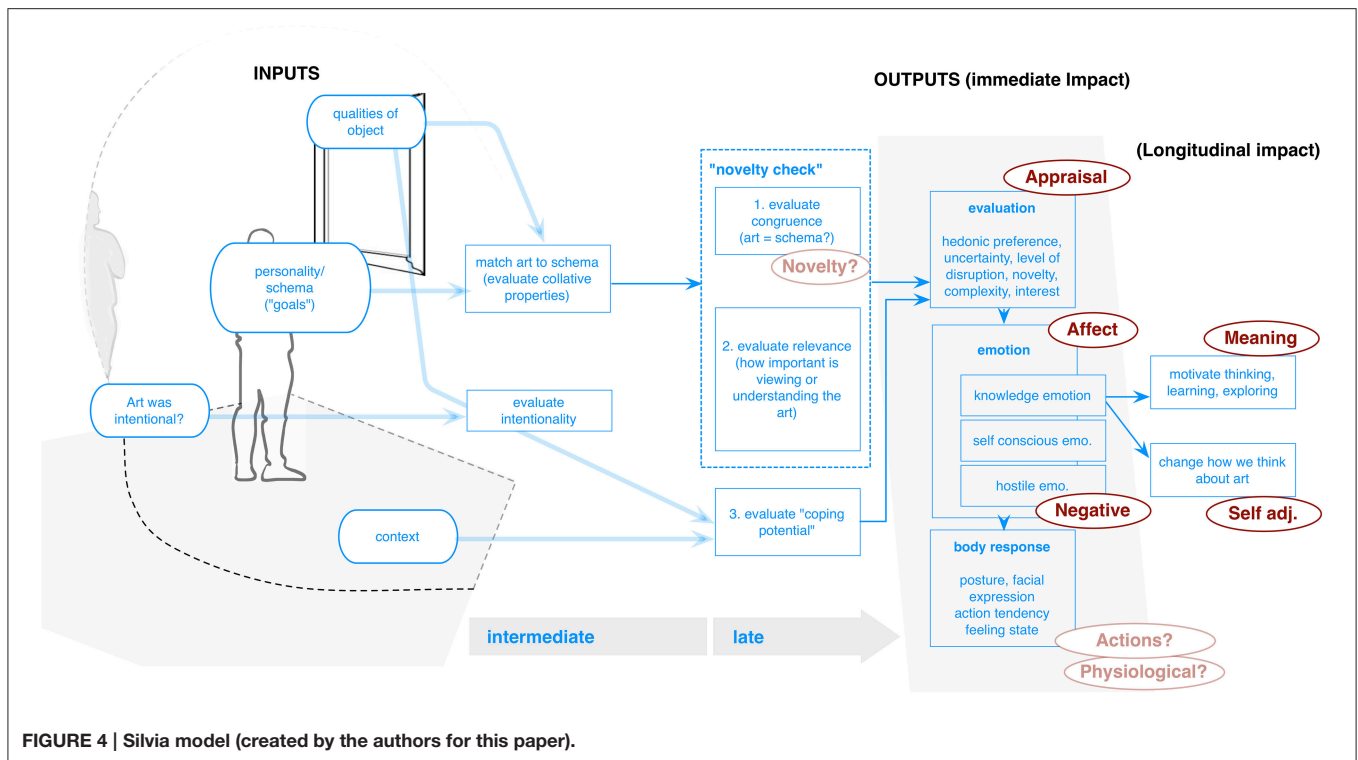 INPUTS
OUTPUTS (immediate Impact)
(Longitudinal impact)
qualities of
object
personality/
schema
("goals")
Art was
intentional?
context
match art to schema
(evaluate collative
properties)
evaluate
intentionality
"novelty check"
1. evaluate
congruence
(art = schema?)
Novelty?
2. evaluate relevance
(how important is
viewing or
understanding the
art)
3. evaluate "coping
potential"
Appraisal
evaluation
hedonic preference,
uncertainty, level of
disruption, novelty,
complexity, interest
Affect
emotion
knowledge emotion
self conscious emo.
hostile emo.
Negative
body response
posture, facial
expression
action tendency
feeling state
Actions?
Physiological?
Meaning
motivate thinking,
learning, exploring
change how we think
about art
Self adj.
intermediate
late
FIGURE 4 | Silvia model (created by the authors for this paper).